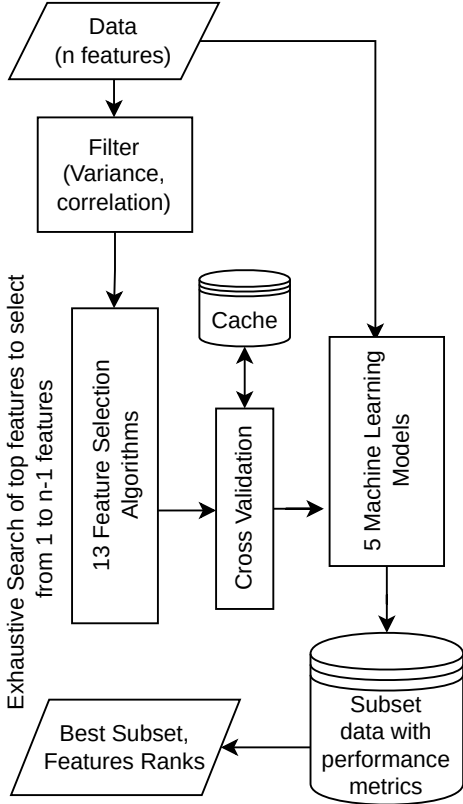 Data
(n features)
Filter
(Variance,
correlation)
Exhaustive Search of top features to select
from 1 to n-1 features
13 Feature Selection
Algorithms
Cache
Cross Validation
5 Machine Learning
Models
Subset
data with
performance
metrics
Best Subset,
Features Ranks